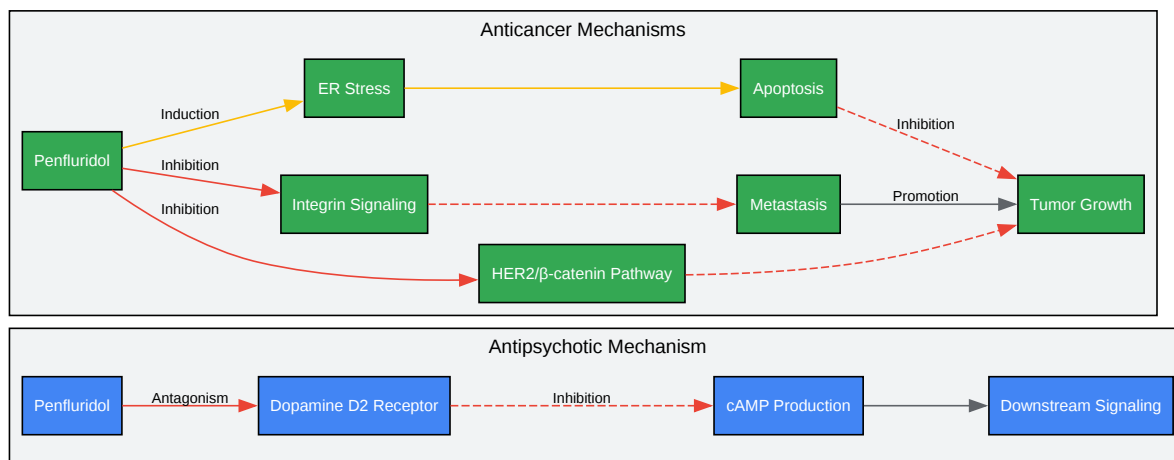 Anticancer Mechanisms
ER Stress
Apoptosis
Induction
Inhibition
Penfluridol
Inhibition
Integrin Signaling
Metastasis
Promotion
Tumor Growth
Inhibition
HER2/β-catenin Pathway
Antipsychotic Mechanism
Penfluridol
Antagonism
Dopamine D2 Receptor
Inhibition
cAMP Production
Downstream Signaling